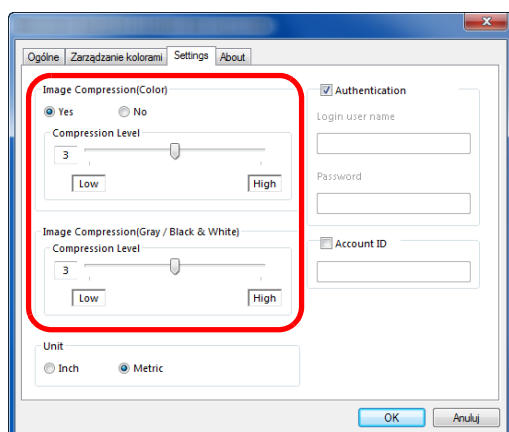 Ogólne Zarządzanie kolorami Settings About
Image Compression(Color)
Yes No
Compression Level
3
Low High
Image Compression(Gray / Black & White)
Compression Level
3
Low High
Unit
Inch Metric
Authentication
Login user name
Password
Account ID
OK Anuluj